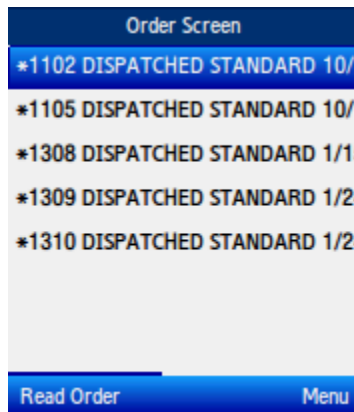 Order Screen
*1102 DISPATCHED STANDARD 10/
*1105 DISPATCHED STANDARD 10/
*1308 DISPATCHED STANDARD 1/1
*1309 DISPATCHED STANDARD 1/2
*1310 DISPATCHED STANDARD 1/2
Read Order Menu